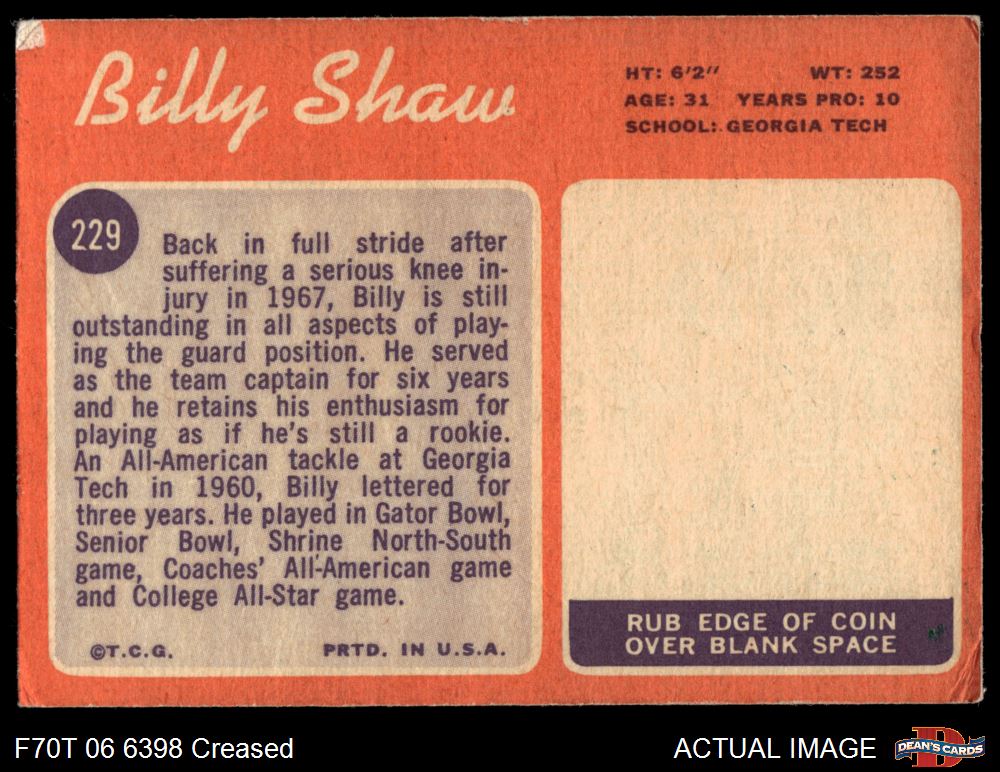 Billy Shaw
HT: 6'2" WT: 252
AGE: 31 YEARS PRO: 10
SCHOOL: GEORGIA TECH
229
Back in full stride after
suffering a serious knee in-
jury in 1967, Billy is still
outstanding in all aspects of play-
ing the guard position. He served
as the team captain for six years
and he retains his enthusiasm for
playing as if he's still a rookie.
An All-American tackle at Georgia
Tech in 1960, Billy lettered for
three years. He played in Gator Bowl,
Senior Bowl, Shrine North-South
game, Coaches' All-American game
and College All-Star game.
©T.C.G. PRTD. IN U.S.A.
RUB EDGE OF COIN
OVER BLANK SPACE
F70T 06 6398 Creased
ACTUAL IMAGE
DEAN'S CARDS